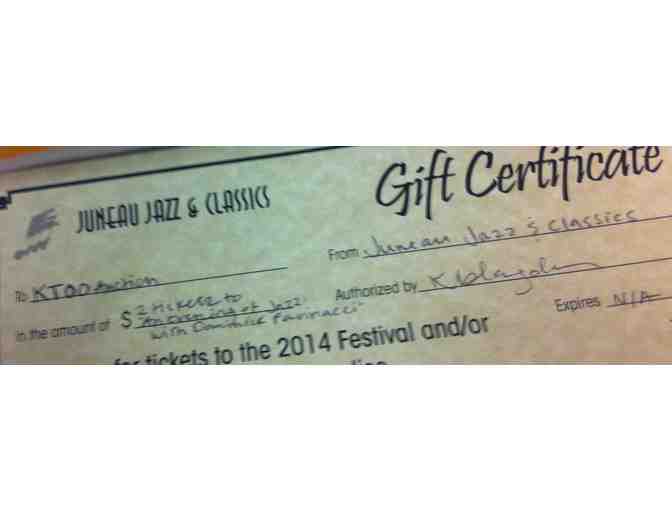 Gift Certificate
JUNEAU JAZZ & CLASSICS
From Juneau Jazz & Classics
To KTOO Auction
Authorized by
In the amount of $ 2 tickets to
An Evening of Jazz
with Dominick Farinacci
Expires N/A
for tickets to the 2014 Festival and/or